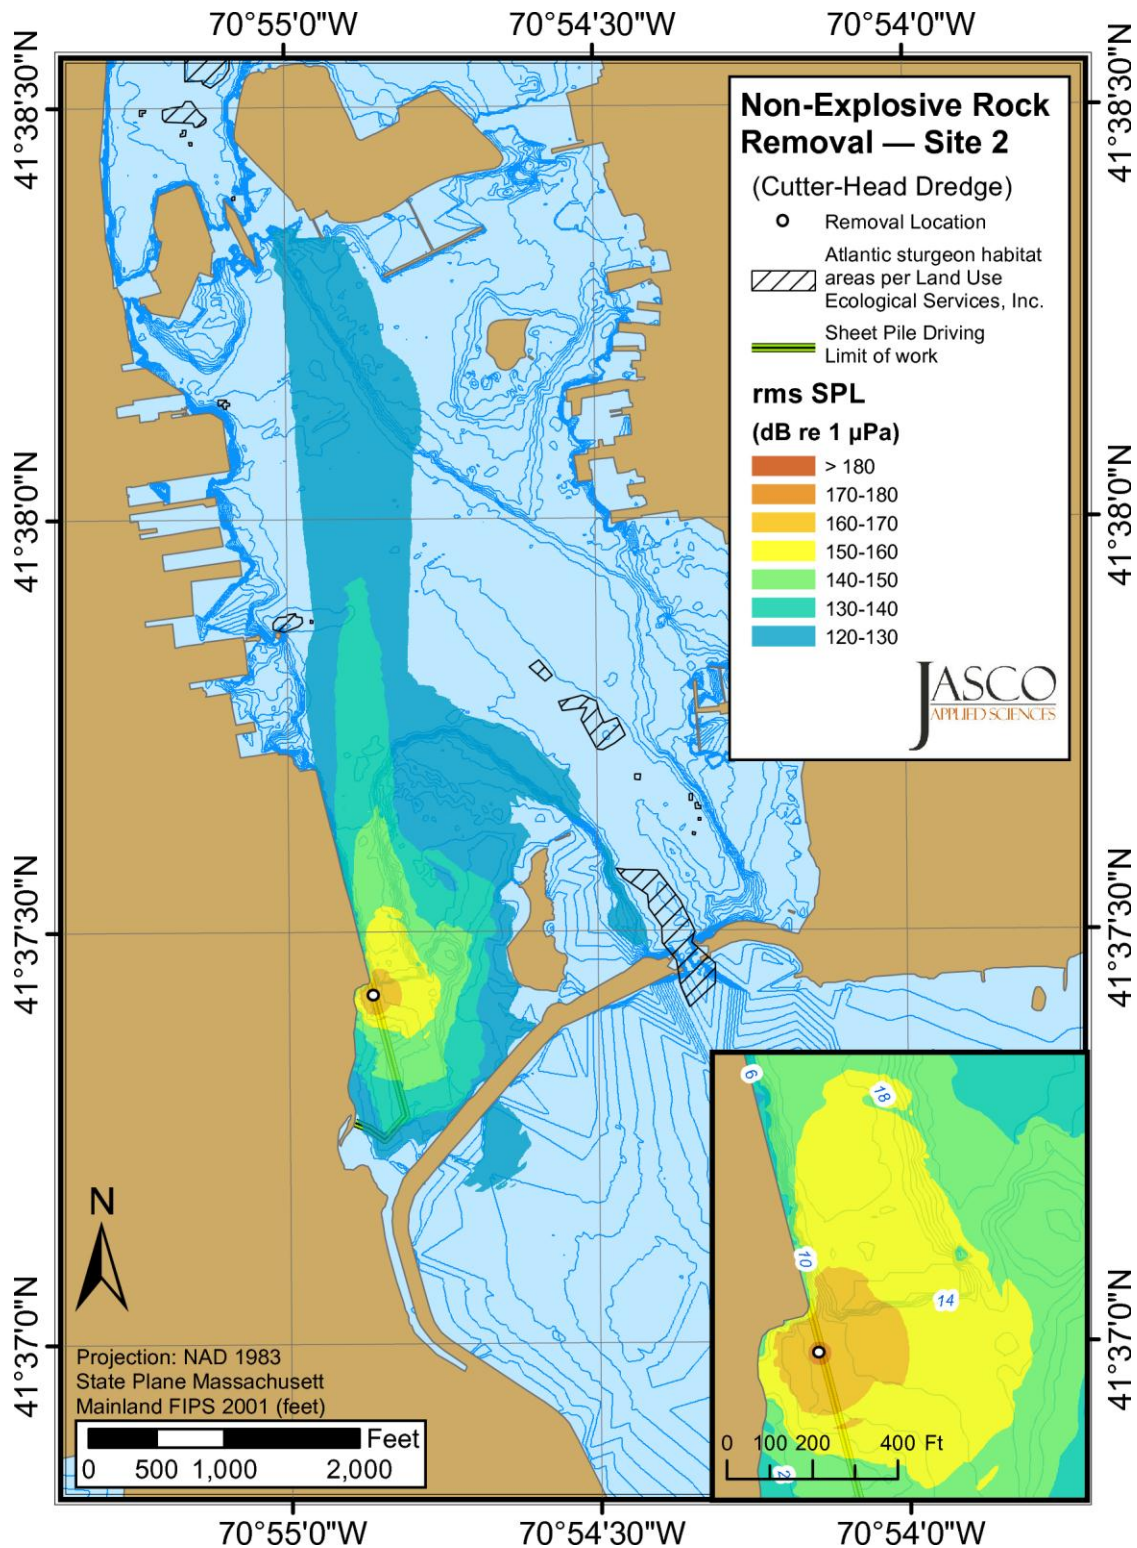 70°55'0"W 70°54'30"W 70°54'0"W
41°38'30"N
41°38'30"N
Non-Explosive Rock
Removal — Site 2
(Cutter-Head Dredge)
Removal Location
Atlantic sturgeon habitat
areas per Land Use
Ecological Services, Inc.
Sheet Pile Driving
Limit of work
rms SPL
(dB re 1 µPa)
> 180
170-180
160-170
150-160
140-150
130-140
120-130
JASCO
APPLIED SCIENCES
41°38'0"N
41°38'0"N
41°37'30"N
41°37'30"N
N
6
18
10
14
2
0 100 200 400 Ft
41°37'0"N
41°37'0"N
Projection: NAD 1983
State Plane Massachusett
Mainland FIPS 2001 (feet)
Feet
0 500 1,000 2,000
70°55'0"W 70°54'30"W 70°54'0"W